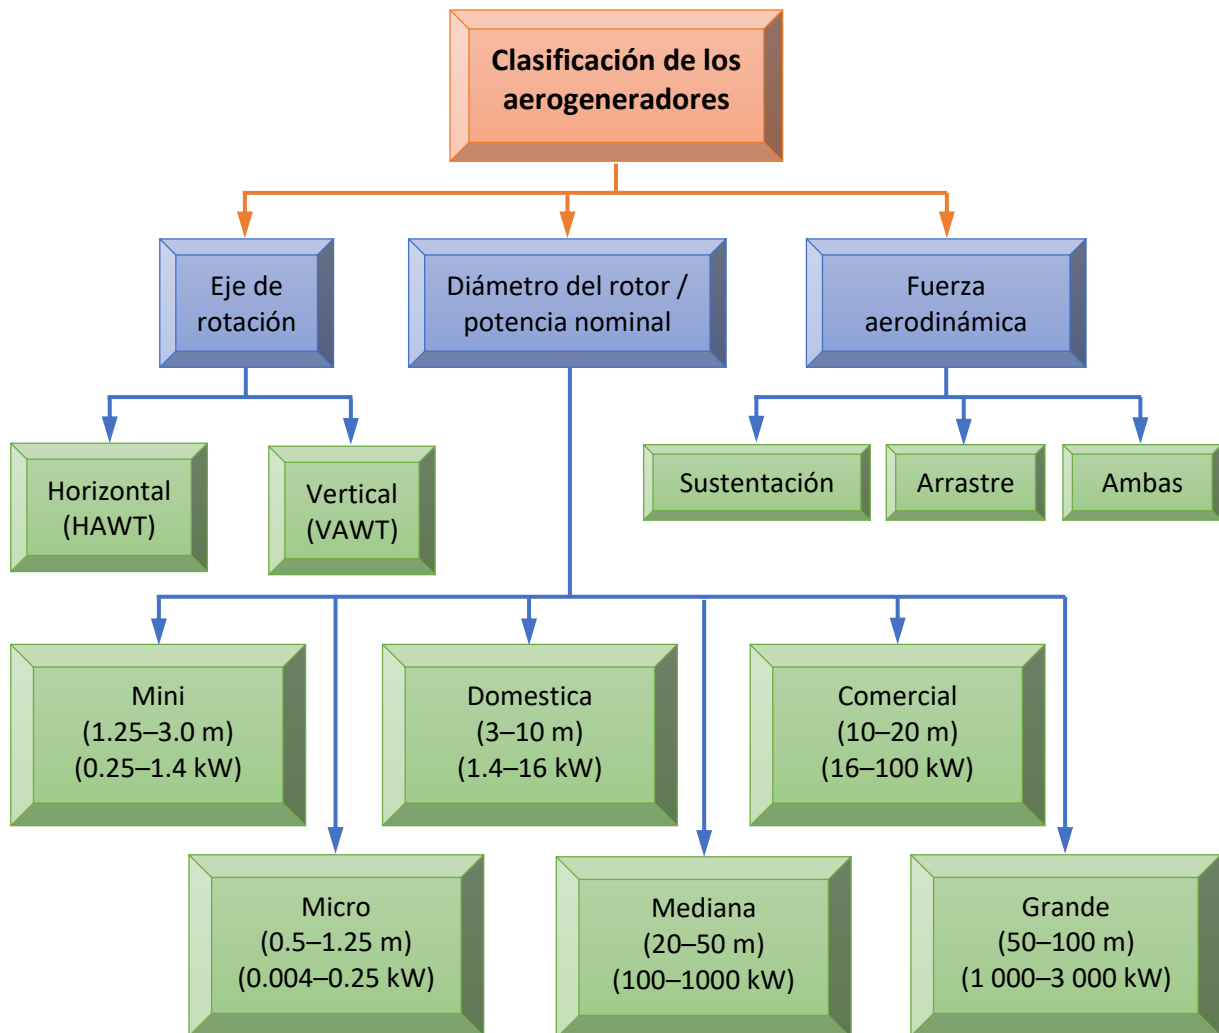 Clasificación de los
aerogeneradores
Eje de
rotación
Diámetro del rotor /
potencia nominal
Fuerza
aerodinámica
Horizontal
(HAWT)
Vertical
(VAWT)
Sustentación
Arrastre
Ambas
Mini
(1.25–3.0 m)
(0.25–1.4 kW)
Domestica
(3–10 m)
(1.4–16 kW)
Comercial
(10–20 m)
(16–100 kW)
Micro
(0.5–1.25 m)
(0.004–0.25 kW)
Mediana
(20–50 m)
(100–1000 kW)
Grande
(50–100 m)
(1 000–3 000 kW)